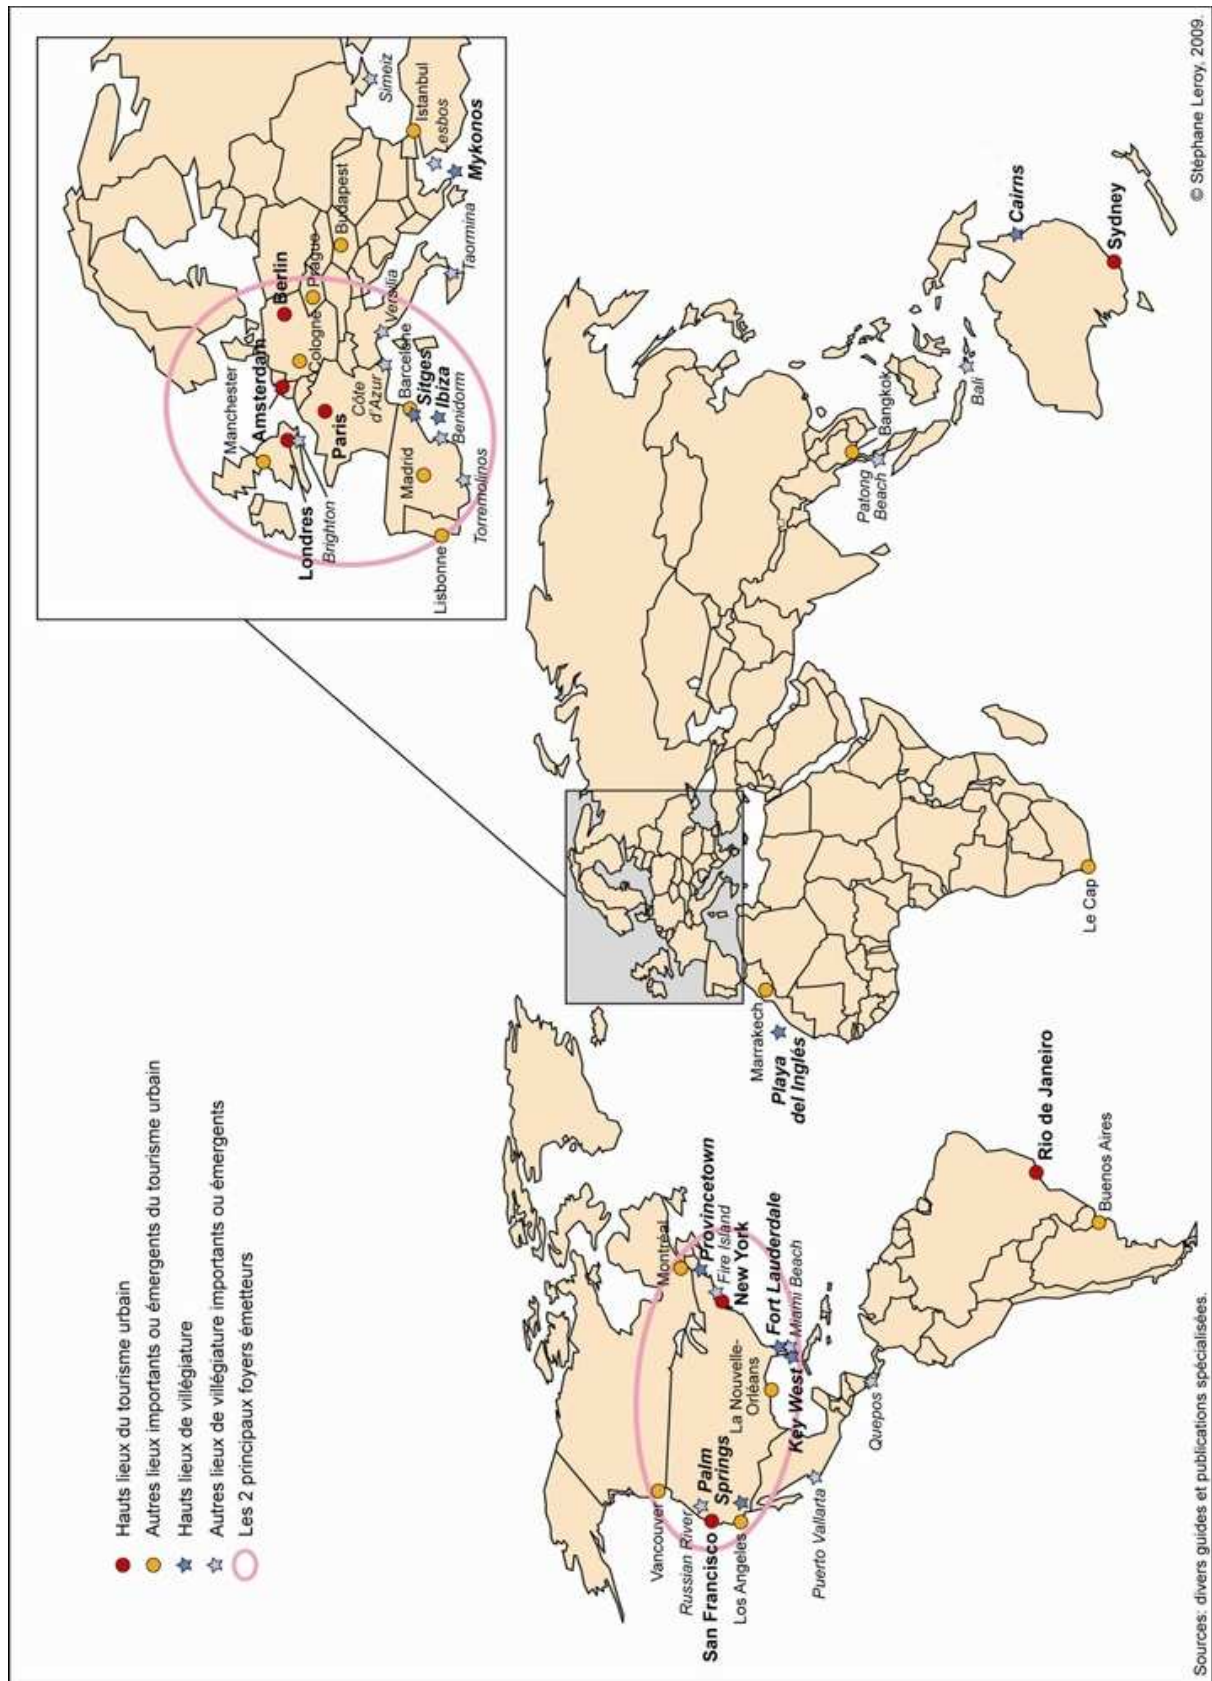 Hauts lieux du tourisme urbain
Autres lieux importants ou émergents du tourisme urbain
Hauts lieux de villégiature
Autres lieux de villégiature importants ou émergents
Les 2 principaux foyers émetteurs
Manchester
Amsterdam
Berlin
Londres
Brighton
Cologne
Prague
Paris
Budapest
Côte
d'Azur
Versilia
Simeiz
Istanbul
Lesbos
Mykonos
Taormina
Madrid
Barcelone
Sitges
Ibiza
Benidorm
Lisbonne
Torremolinos
Vancouver
Montréal
Russian River
Palm
Springs
Provincetown
Fire Island
New York
San Francisco
Los Angeles
La Nouvelle-
Orléans
Fort Lauderdale
Key West
Miami Beach
Puerto Vallarta
Quepos
Marrakech
Playa
del Inglés
Rio de Janeiro
Buenos Aires
Le Cap
Patong
Beach
Bangkok
Bali
Cairns
Sydney
Sources: divers guides et publications spécialisées.
© Stéphane Leroy, 2009.